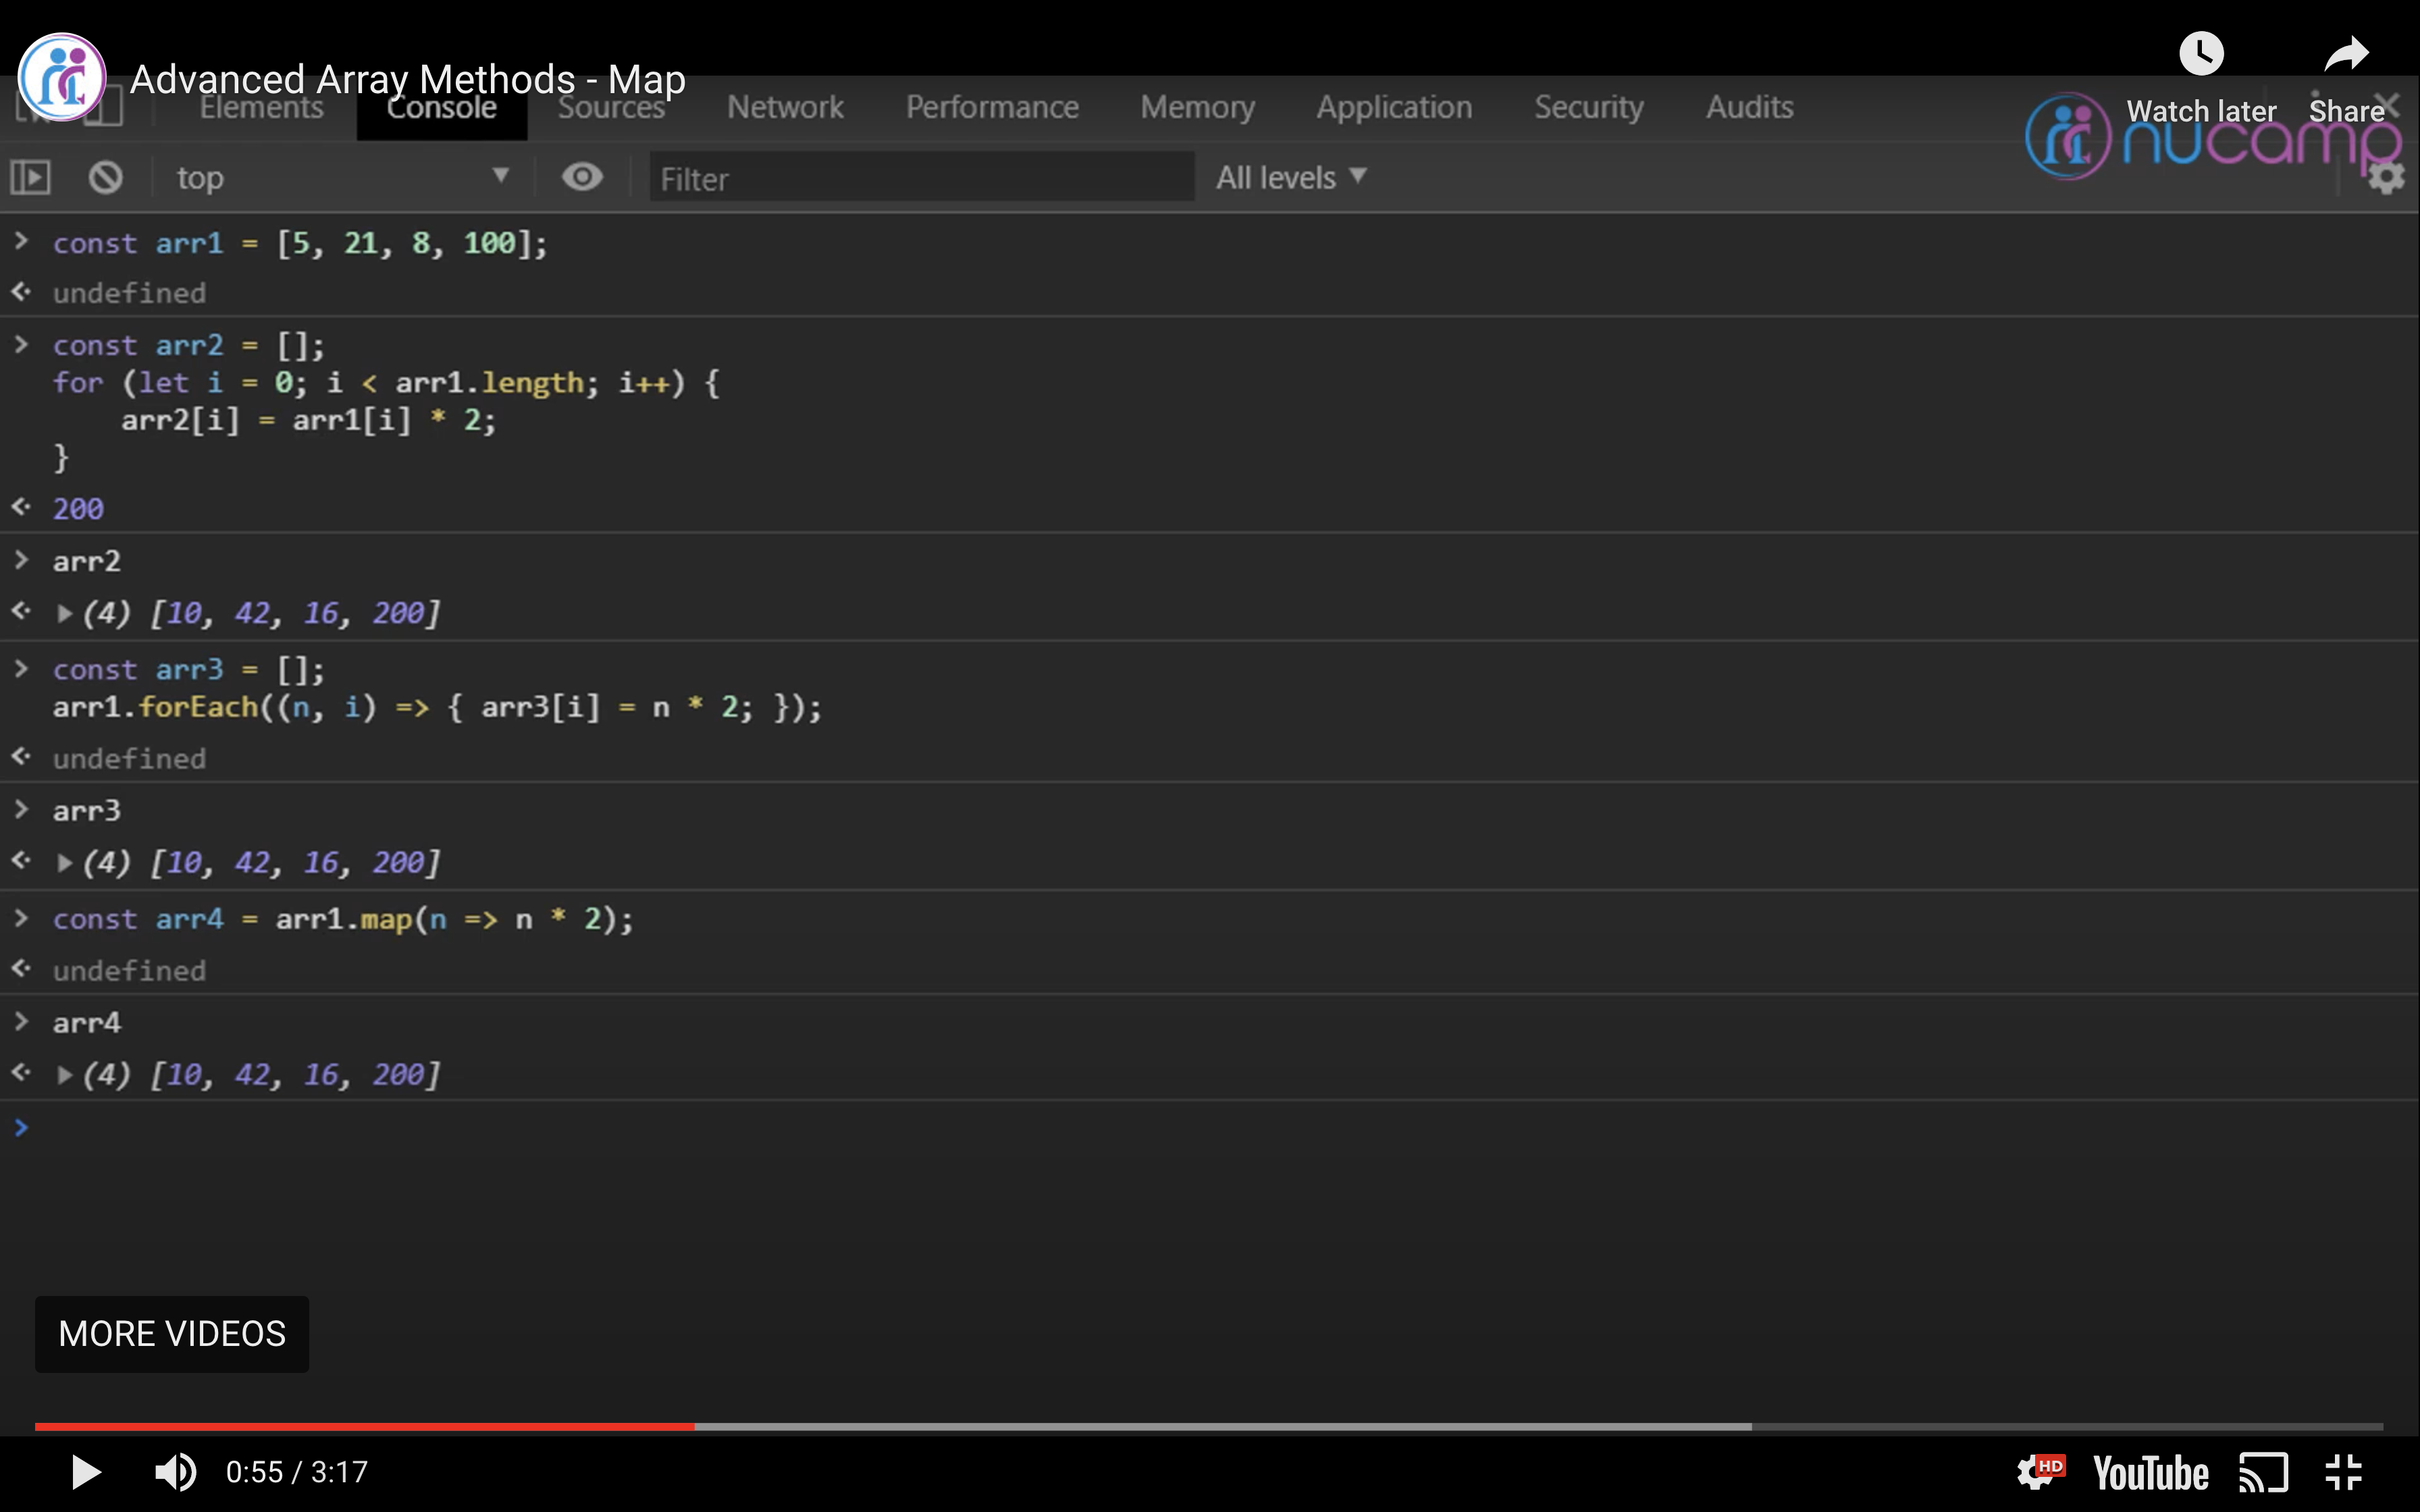 Advanced Array Methods - Map
Watch later Share
Elements Console Sources Network Performance Memory Application Security Audits
nucamp
top Filter All levels
> const arr1 = [5, 21, 8, 100];
undefined
> const arr2 = [];
for (let i = 0; i < arr1.length; i++) {
    arr2[i] = arr1[i] * 2;
}
200
> arr2
(4) [10, 42, 16, 200]
> const arr3 = [];
arr1.forEach((n, i) => { arr3[i] = n * 2; });
undefined
> arr3
(4) [10, 42, 16, 200]
> const arr4 = arr1.map(n => n * 2);
undefined
> arr4
(4) [10, 42, 16, 200]
>
MORE VIDEOS
0:55 / 3:17
HD YouTube